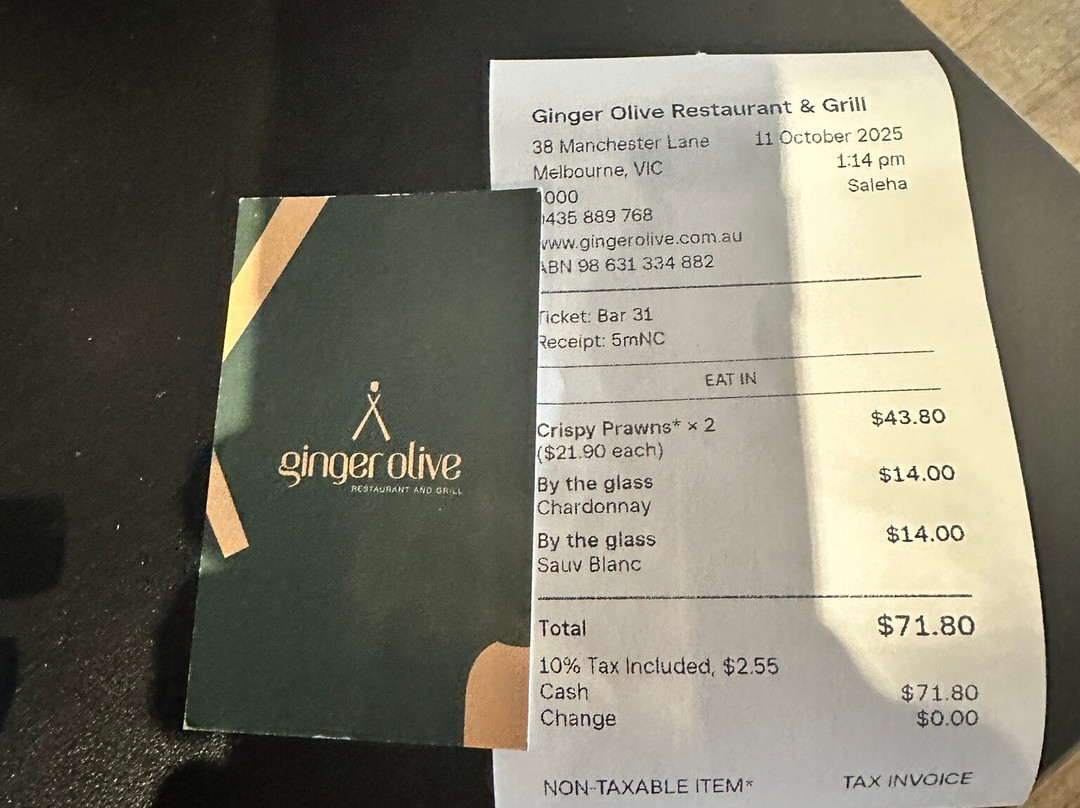 ginger olive
RESTAURANT AND GRILL
Ginger Olive Restaurant & Grill
38 Manchester Lane 11 October 2025
Melbourne, VIC 1:14 pm
000 Saleha
435 889 768
www.gingerolive.com.au
ABN 98 631 334 882
Ticket: Bar 31
Receipt: 5mNC
EAT IN
Crispy Prawns* × 2 $43.80
($21.90 each)
By the glass $14.00
Chardonnay
By the glass $14.00
Sauv Blanc
Total $71.80
10% Tax Included, $2.55
Cash $71.80
Change $0.00
NON-TAXABLE ITEM* TAX INVOICE